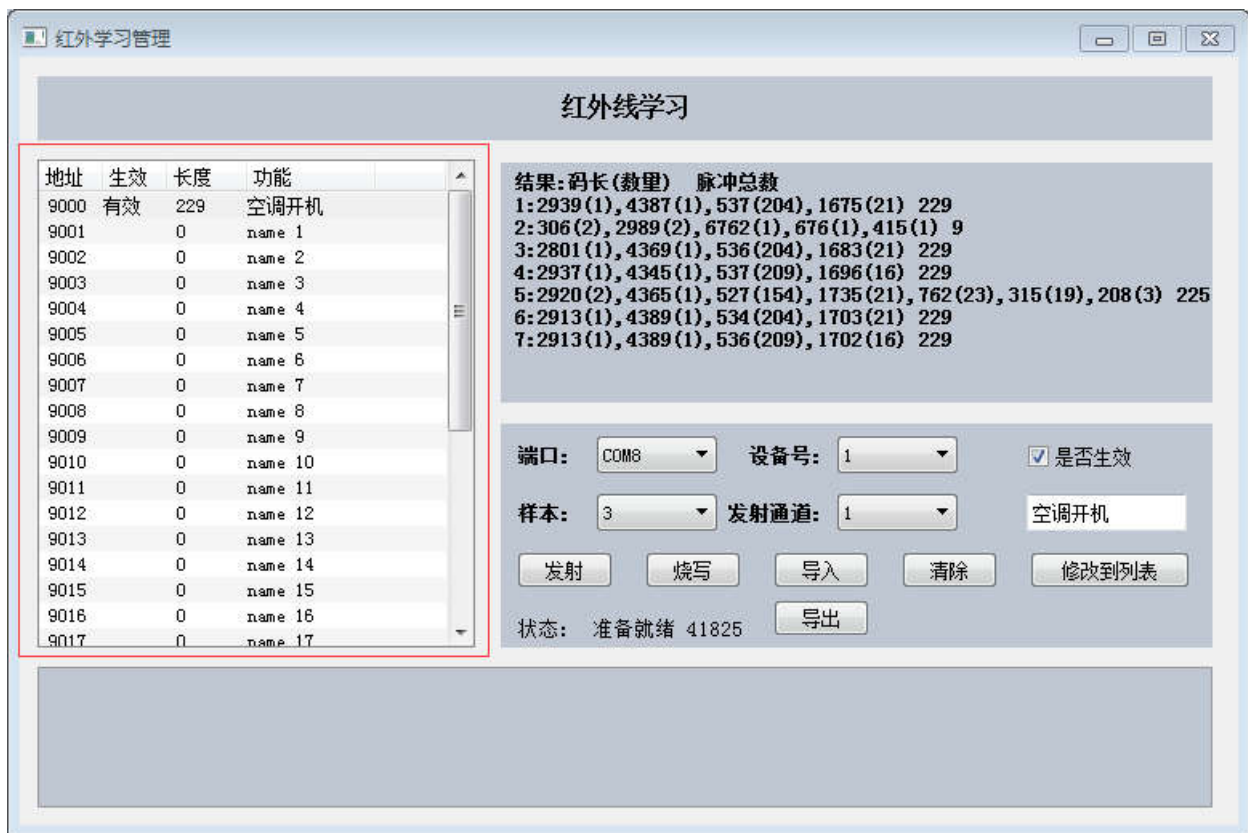 红外学习管理
红外线学习
地址 生效 长度 功能
9000 有效 229 空调开机
9001 0 name 1
9002 0 name 2
9003 0 name 3
9004 0 name 4
9005 0 name 5
9006 0 name 6
9007 0 name 7
9008 0 name 8
9009 0 name 9
9010 0 name 10
9011 0 name 11
9012 0 name 12
9013 0 name 13
9014 0 name 14
9015 0 name 15
9016 0 name 16
9017 0 name 17
结果:码长(数里) 脉冲总数
1:2939(1),4387(1),537(204),1675(21) 229
2:306(2),2989(2),6762(1),676(1),415(1) 9
3:2801(1),4369(1),536(204),1683(21) 229
4:2937(1),4345(1),537(209),1696(16) 229
5:2920(2),4365(1),527(154),1735(21),762(23),315(19),208(3) 225
6:2913(1),4389(1),534(204),1703(21) 229
7:2913(1),4389(1),536(209),1702(16) 229
端口: COM8 设备号: 1 是否生效
样本: 3 发射通道: 1 空调开机
发射 烧写 导入 清除 修改到列表
状态: 准备就绪 41825 导出